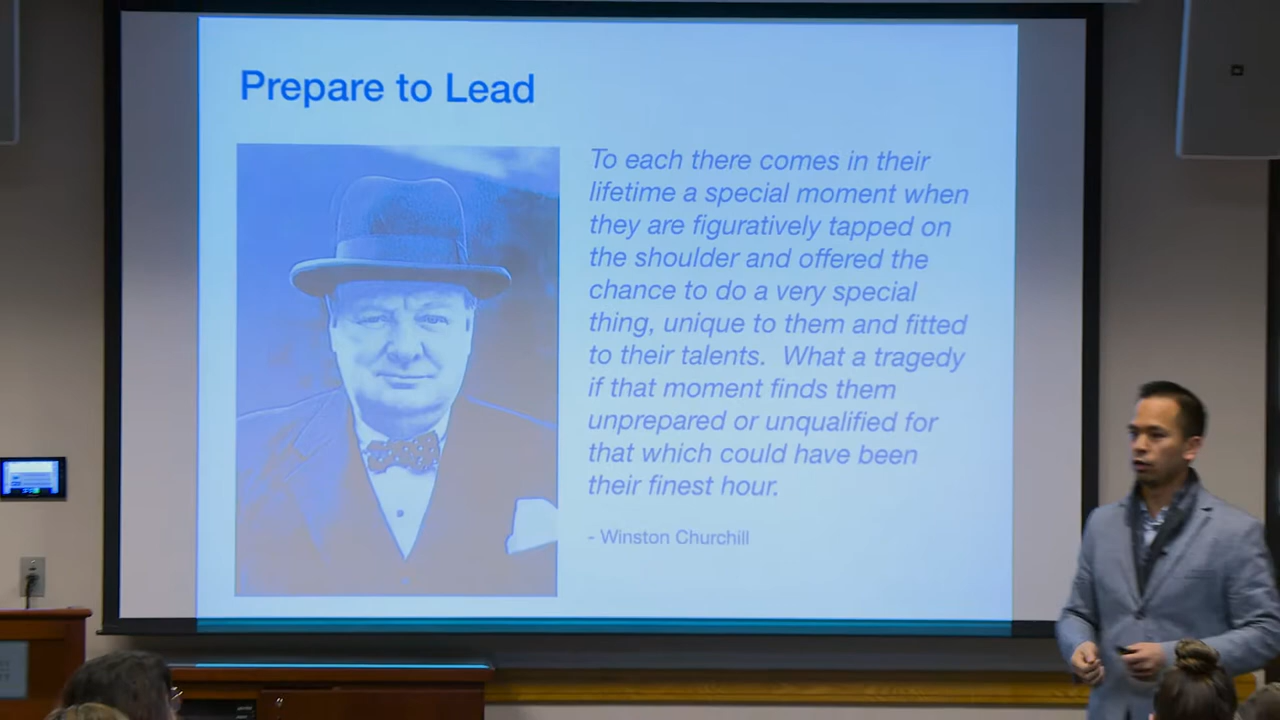 Prepare to Lead
To each there comes in their
lifetime a special moment when
they are figuratively tapped on
the shoulder and offered the
chance to do a very special
thing, unique to them and fitted
to their talents.  What a tragedy
if that moment finds them
unprepared or unqualified for
that which could have been
their finest hour.
- Winston Churchill